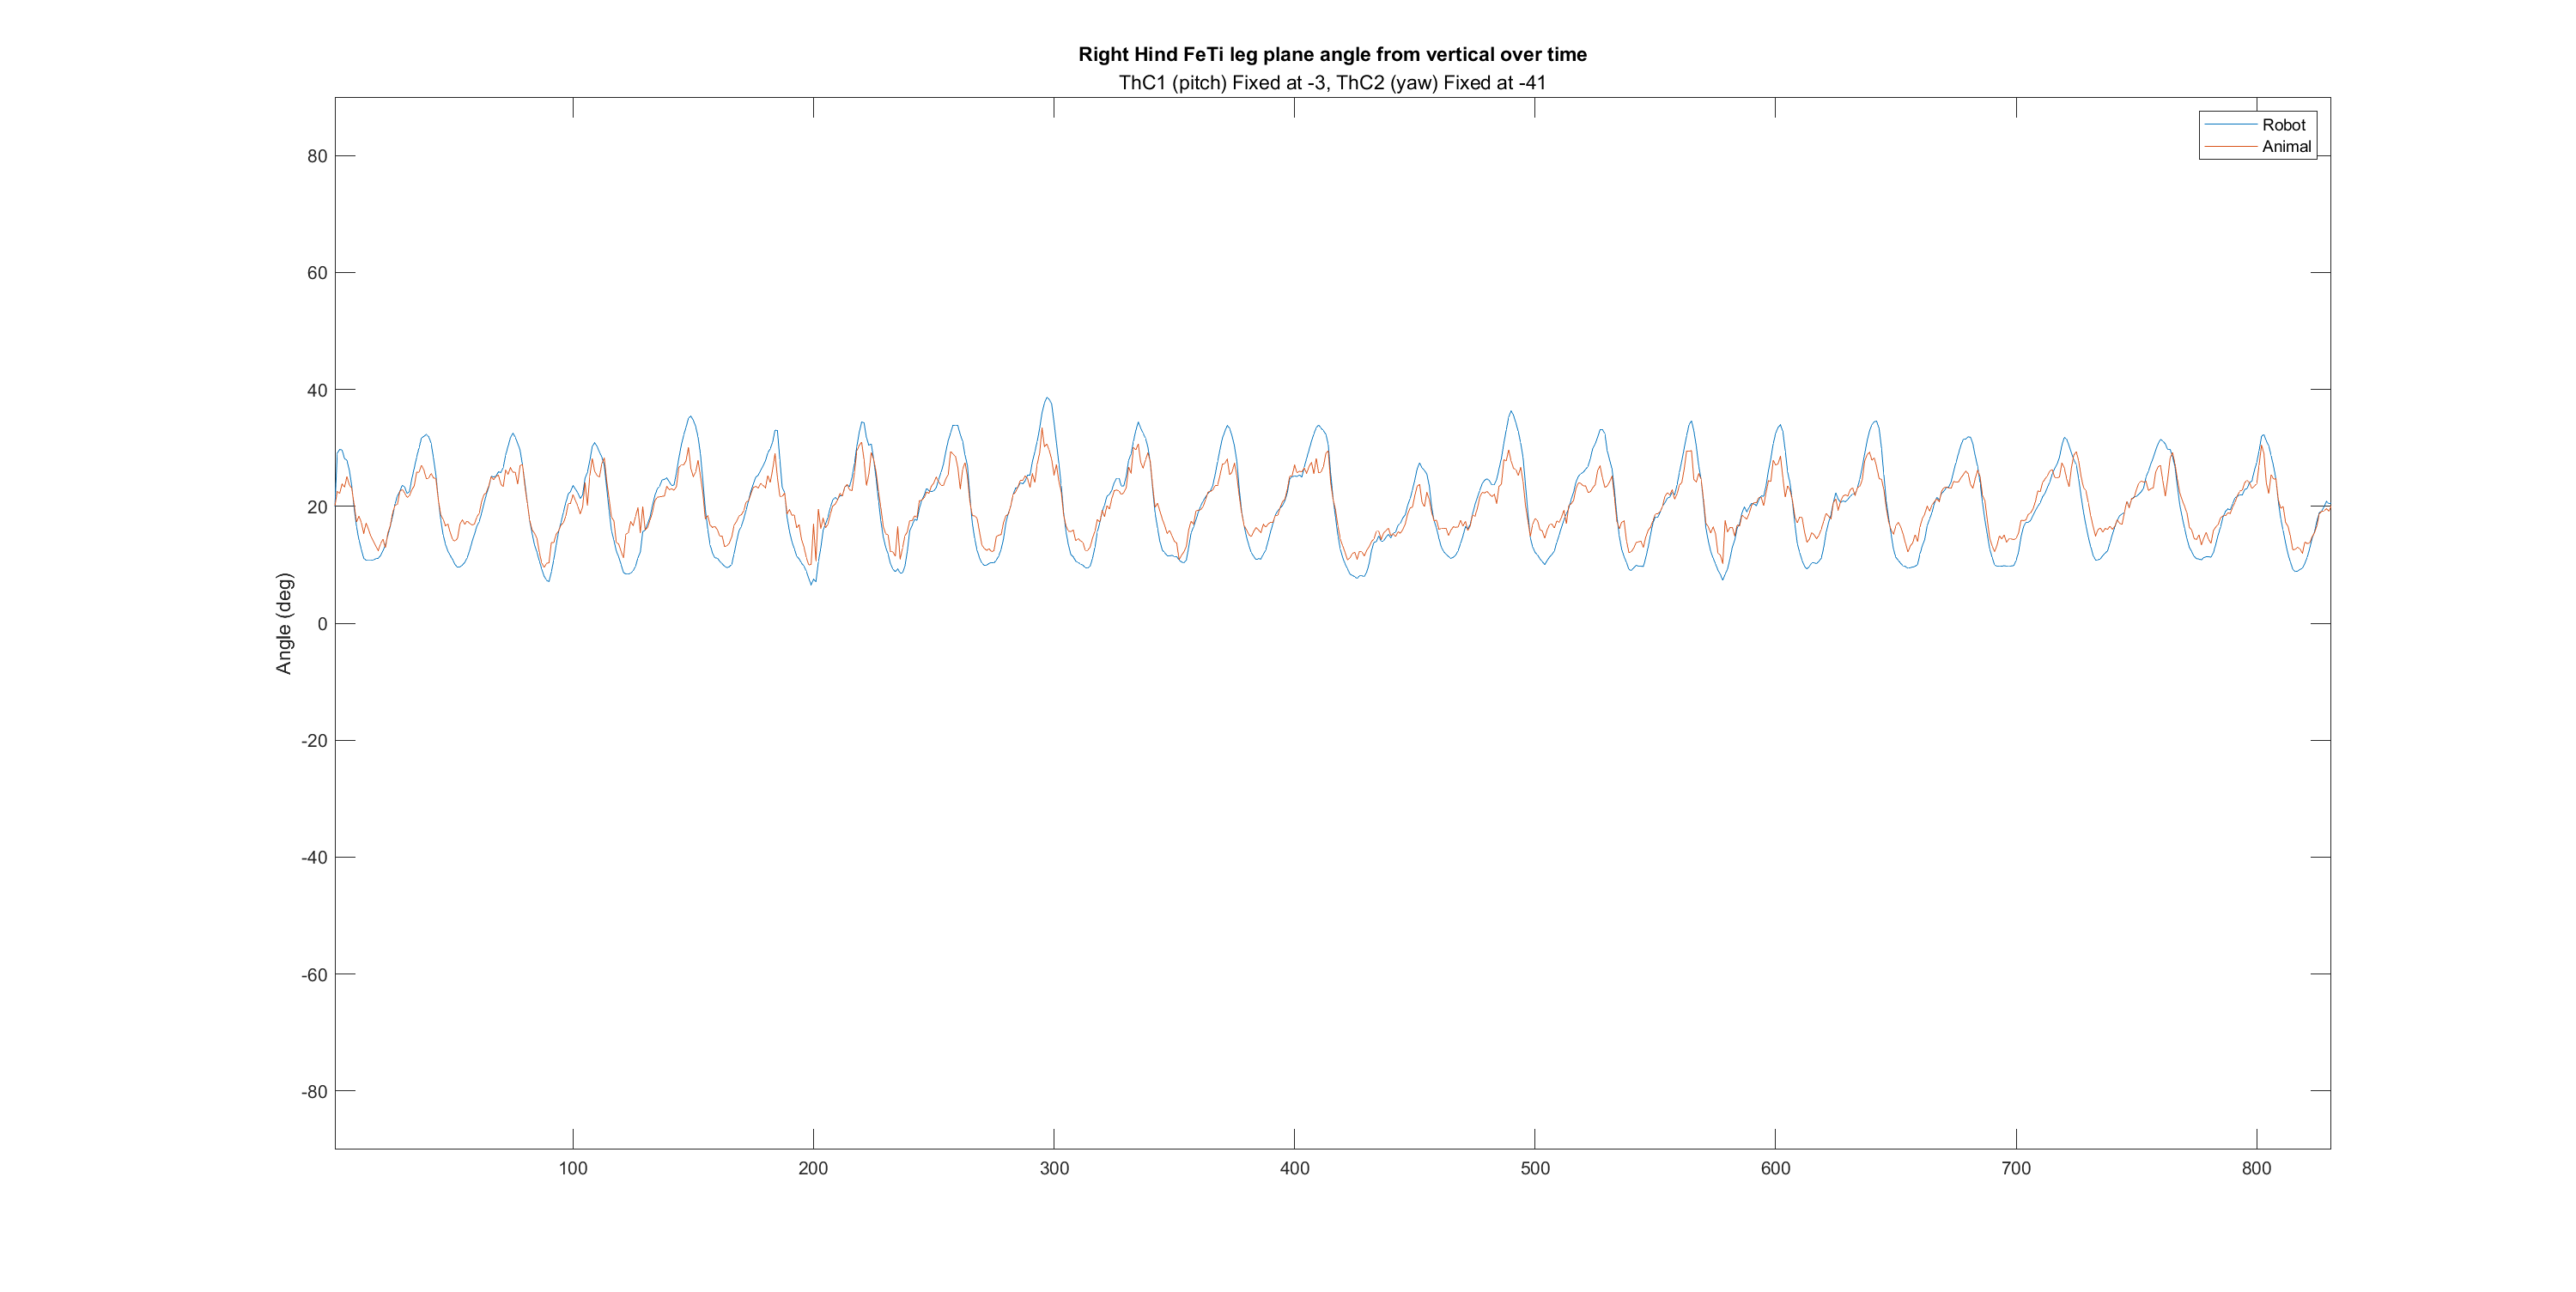 Right Hind FeTi leg plane angle from vertical over time
ThC1 (pitch) Fixed at -3, ThC2 (yaw) Fixed at -41
Robot
Animal
80
60
40
20
0
-20
-40
-60
-80
Angle (deg)
100 200 300 400 500 600 700 800